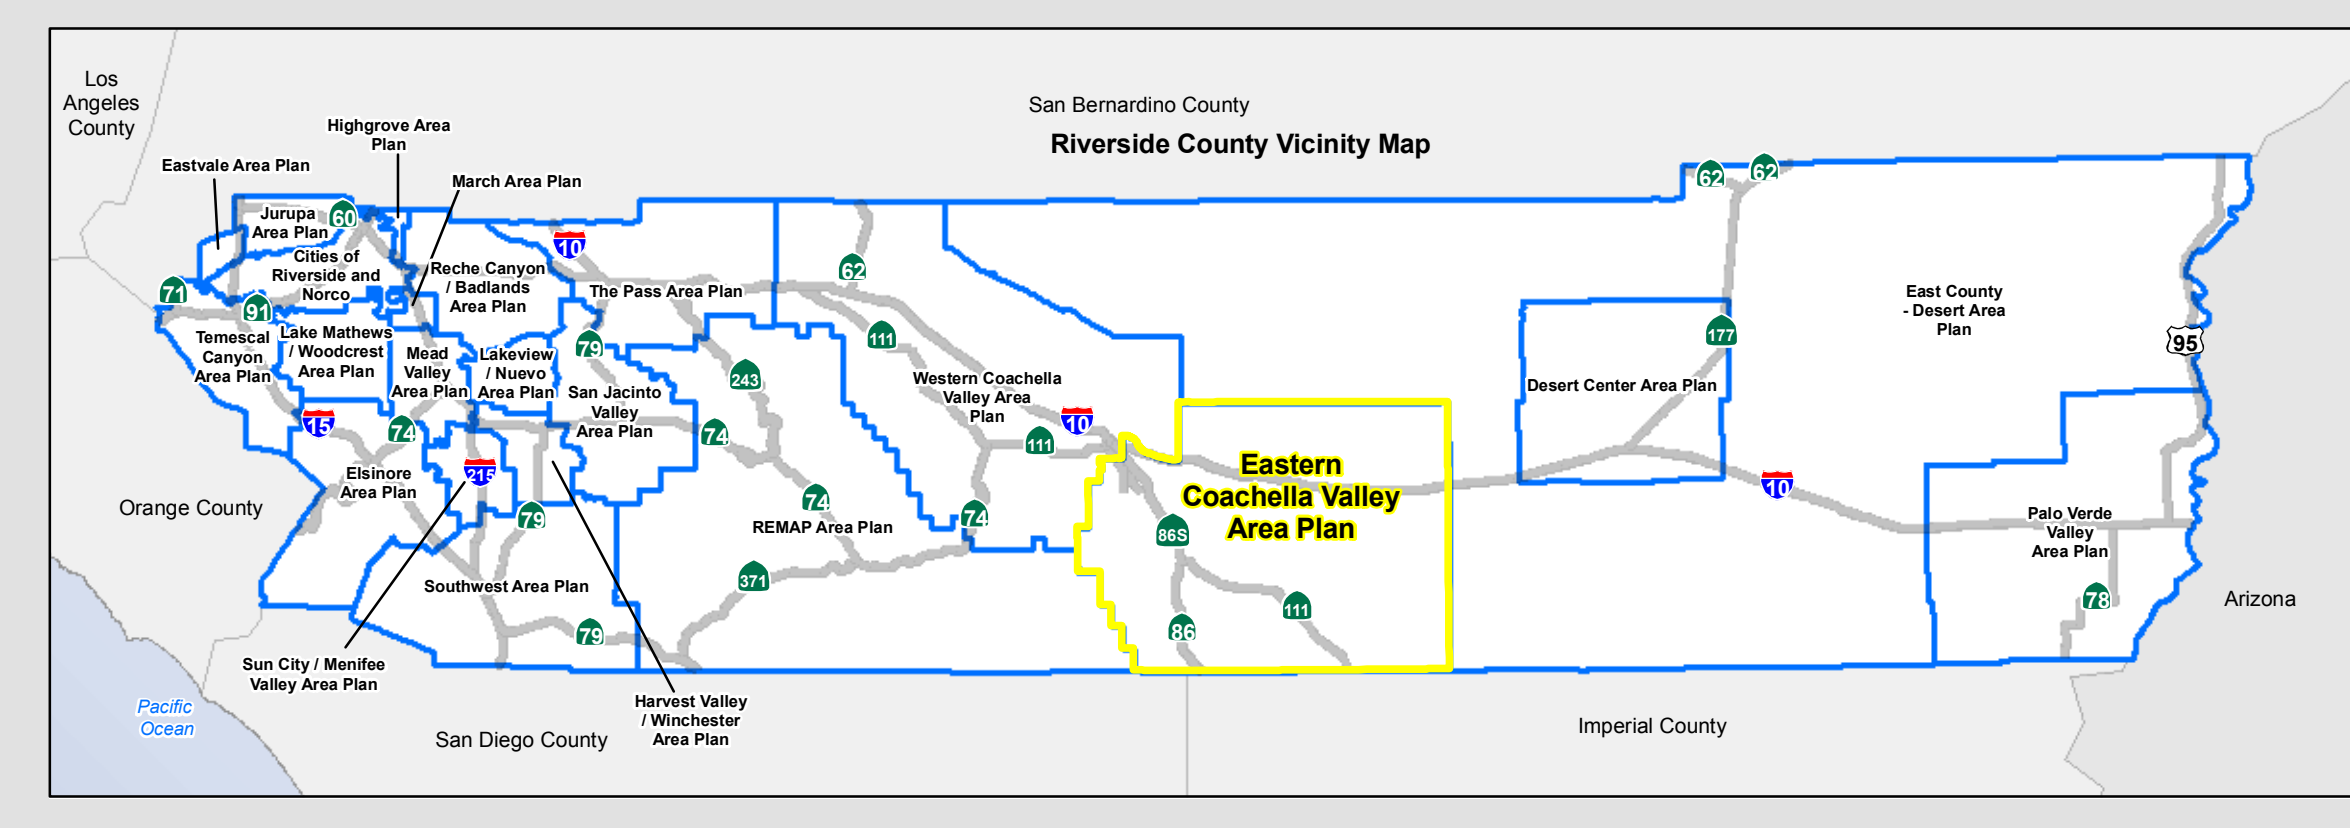 Los
Angeles
County
San Bernardino County
Riverside County Vicinity Map
Highgrove Area
Plan
Eastvale Area Plan
March Area Plan
Jurupa
Area Plan
60
Cities of
Riverside and
Norco
Reche Canyon
/ Badlands
Area Plan
10
The Pass Area Plan
62
62
62
71
91
Temescal
Canyon
Area Plan
Lake Mathews
/ Woodcrest
Area Plan
Mead
Valley
Area Plan
Lakeview
/ Nuevo
Area Plan
79
San Jacinto
Valley
Area Plan
243
111
Western Coachella
Valley Area
Plan
10
111
177
Desert Center Area Plan
East County
- Desert Area
Plan
95
15
74
74
215
Elsinore
Area Plan
Orange County
79
74
REMAP Area Plan
74
Eastern
Coachella Valley
Area Plan
86S
10
Palo Verde
Valley
Area Plan
78
Arizona
371
Southwest Area Plan
79
86
111
Sun City / Menifee
Valley Area Plan
Harvest Valley
/ Winchester
Area Plan
Pacific
Ocean
San Diego County
Imperial County